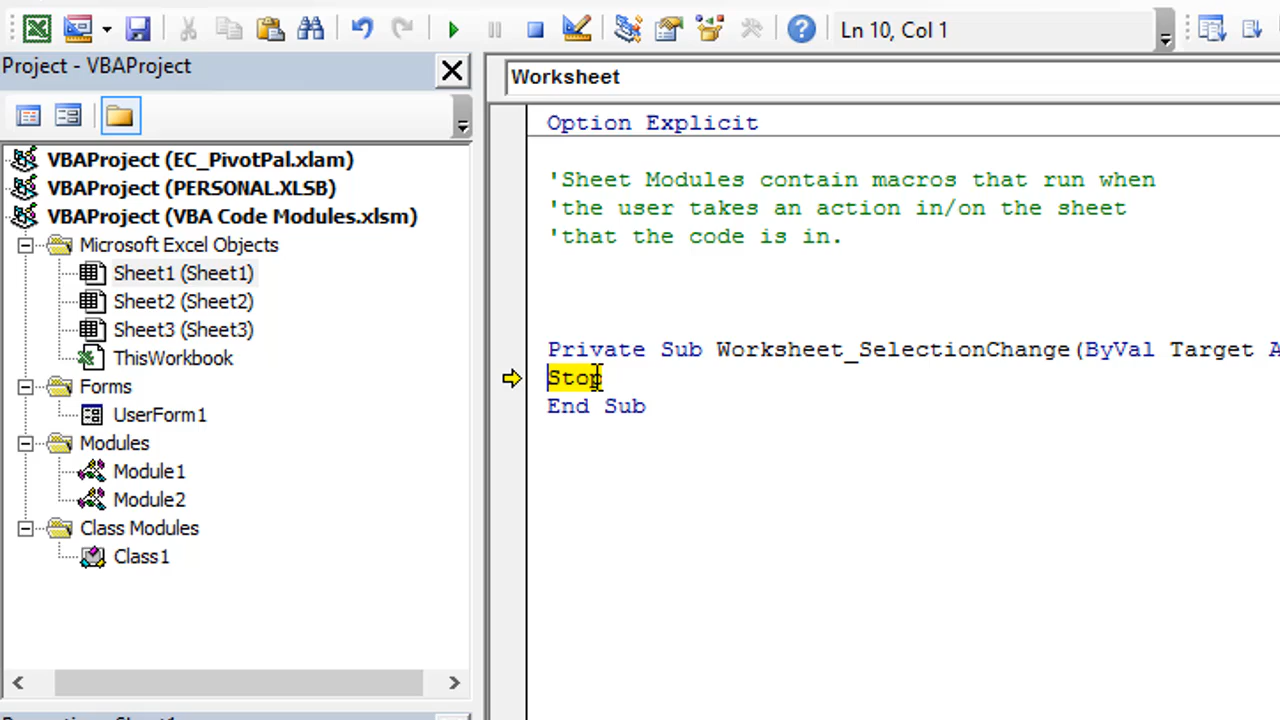 Ln 10, Col 1
Project - VBAProject
VBAProject (EC_PivotPal.xlam)
VBAProject (PERSONAL.XLSB)
VBAProject (VBA Code Modules.xlsm)
Microsoft Excel Objects
Sheet1 (Sheet1)
Sheet2 (Sheet2)
Sheet3 (Sheet3)
ThisWorkbook
Forms
UserForm1
Modules
Module1
Module2
Class Modules
Class1
Worksheet
Option Explicit
'Sheet Modules contain macros that run when
'the user takes an action in/on the sheet
'that the code is in.
Private Sub Worksheet_SelectionChange(ByVal Target A
Stop
End Sub